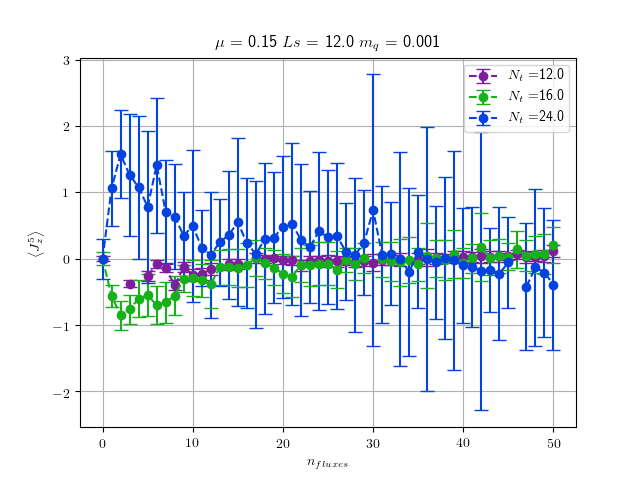 μ = 0.15 Ls = 12.0 m_q = 0.001
3
2
1
0
−1
−2
⟨J_z^5⟩
N_t =12.0
N_t =16.0
N_t =24.0
0 10 20 30 40 50
n_fluxes